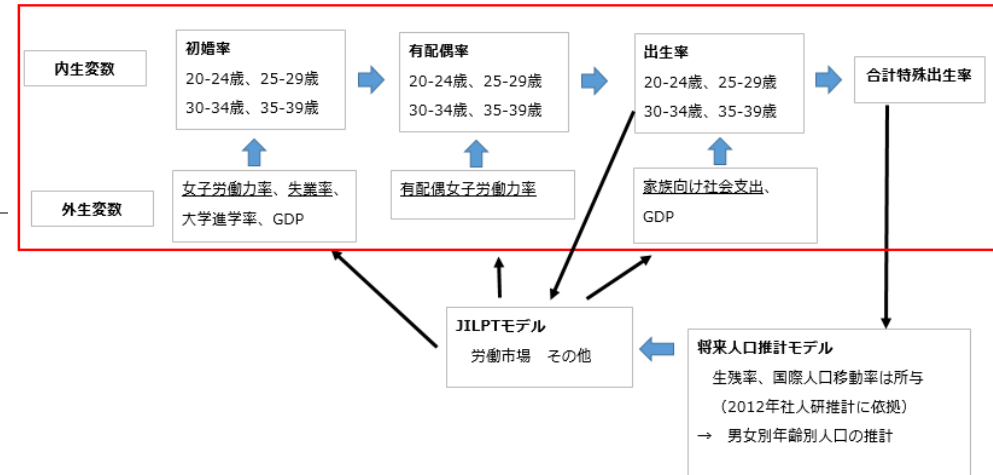 内生変数
初婚率
20-24歳、25-29歳
30-34歳、35-39歳
有配偶率
20-24歳、25-29歳
30-34歳、35-39歳
出生率
20-24歳、25-29歳
30-34歳、35-39歳
合計特殊出生率
外生変数
女子労働力率、失業率、
大学進学率、GDP
有配偶女子労働力率
家族向け社会支出、
GDP
JILPTモデル
労働市場　その他
将来人口推計モデル
生残率、国際人口移動率は所与
（2012年社人研推計に依拠）
→　男女別年齢別人口の推計